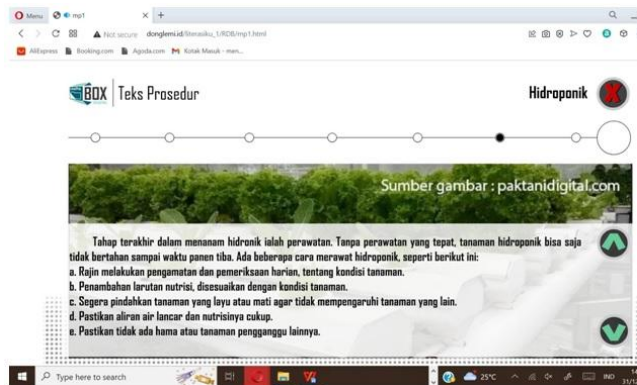 Menu
mp1
Not secure donglemi.id/litmasiku_1/RDB/mp1.html
AliExpress Booking.com Agoda.com Kotak Masuk - men...
BOX Teks Prosedur
Hidroponik
X
Sumber gambar : paktanidigital.com
Tahap terakhir dalam menanam hidronik ialah perawatan. Tanpa perawatan yang tepat, tanaman hidroponik bisa saja
tidak bertahan sampai waktu panen tiba. Ada beberapa cara merawat hidroponik, seperti berikut ini:
a. Rajin melakukan pengamatan dan pemeriksaan harian, tentang kondisi tanaman.
b. Penambahan larutan nutrisi, disesuaikan dengan kondisi tanaman.
c. Segera pindahkan tanaman yang layu atau mati agar tidak mempengaruhi tanaman yang lain.
d. Pastikan aliran air lancar dan nutrisinya cukup.
e. Pastikan tidak ada hama atau tanaman pengganggu lainnya.
Type here to search
25°C
IND